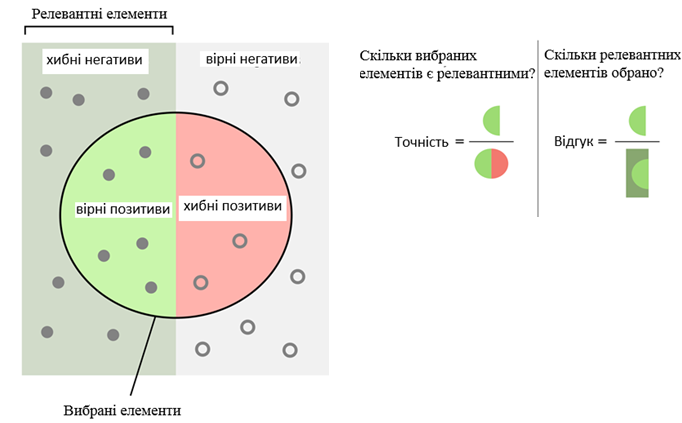 Релевантні елементи
хибні негативи
вірні негативи.
вірні позитиви
хибні позитиви
Вибрані елементи
Скільки вибраних
елементів є релевантними?
Точність =
Скільки релевантних
елементів обрано?
Відгук =